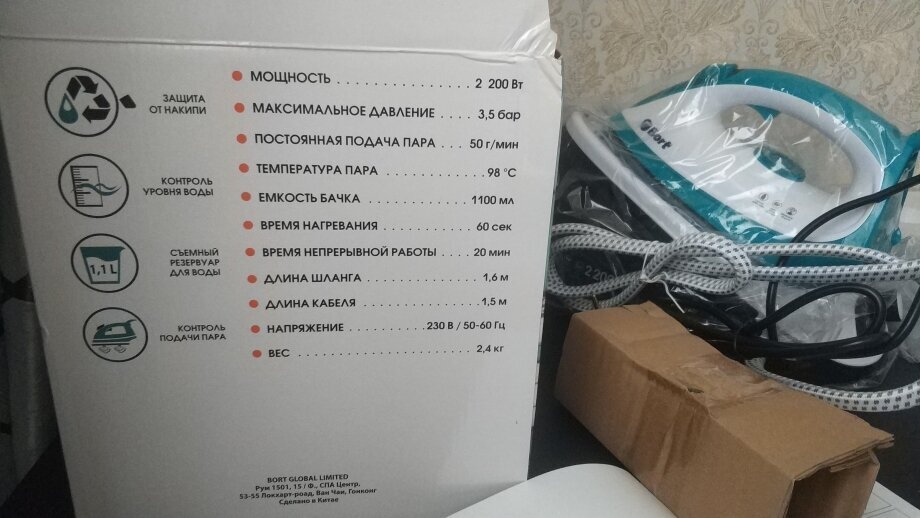 ЗАЩИТА
ОТ НАКИПИ
КОНТРОЛЬ
УРОВНЯ ВОДЫ
1,1 L
СЪЕМНЫЙ
РЕЗЕРВУАР
ДЛЯ ВОДЫ
КОНТРОЛЬ
ПОДАЧИ ПАРА
МОЩНОСТЬ . . . . . . . . . . . . . . 2 200 Вт
МАКСИМАЛЬНОЕ ДАВЛЕНИЕ . . . . 3,5 бар
ПОСТОЯННАЯ ПОДАЧА ПАРА . . . 50 г/мин
ТЕМПЕРАТУРА ПАРА . . . . . . . . . . . . 98 °C
ЕМКОСТЬ БАЧКА . . . . . . . . . . . . 1100 мл
ВРЕМЯ НАГРЕВАНИЯ . . . . . . . . . . . 60 сек
ВРЕМЯ НЕПРЕРЫВНОЙ РАБОТЫ . . . . 20 мин
ДЛИНА ШЛАНГА . . . . . . . . . . . . . . . 1,6 м
ДЛИНА КАБЕЛЯ . . . . . . . . . . . . . . . 1,5 м
НАПРЯЖЕНИЕ . . . . . . . . . . 230 В / 50-60 Гц
ВЕС . . . . . . . . . . . . . . . . . . . . . . 2,4 кг
BORT GLOBAL LIMITED
Рум 1501, 15 / Ф., СПА Центр,
53-55 Локхарт-роад, Ван Чаи, Гонконг
Сделано в Китае
Bort